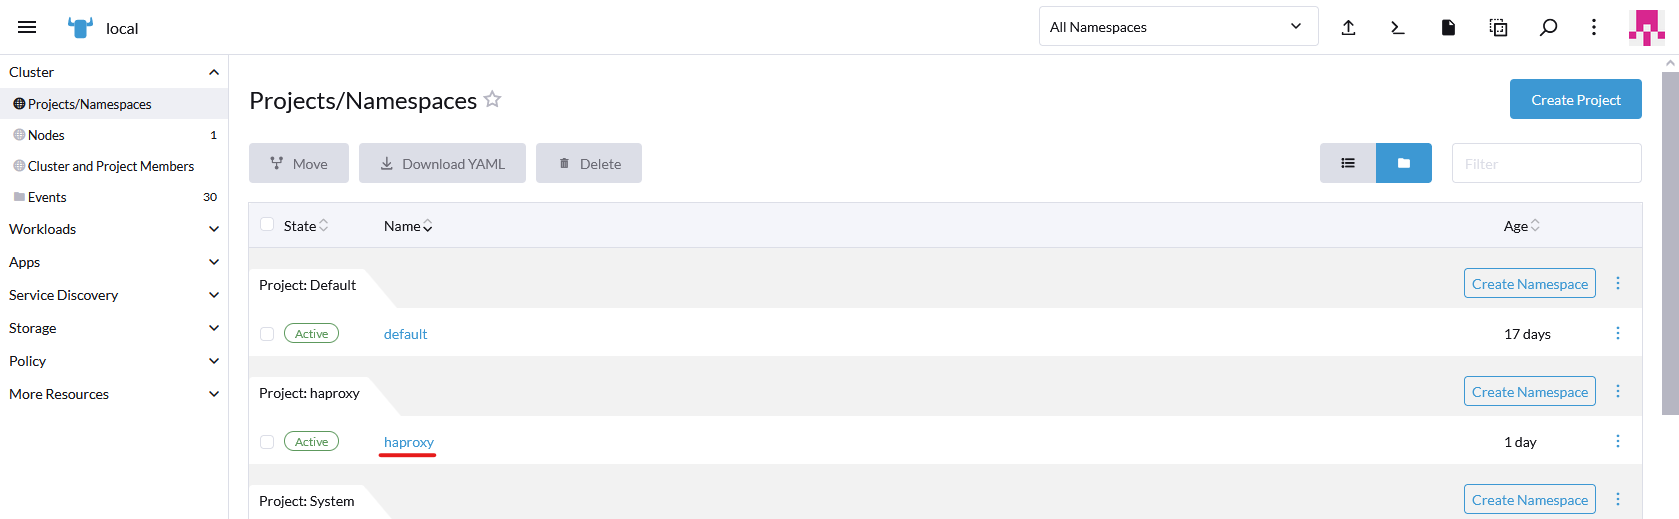 local
All Namespaces
Cluster
Projects/Namespaces
Nodes 1
Cluster and Project Members
Events 30
Workloads
Apps
Service Discovery
Storage
Policy
More Resources
Projects/Namespaces
Create Project
Move Download YAML Delete
Filter
State Name Age
Project: Default Create Namespace
Active default 17 days
Project: haproxy Create Namespace
Active haproxy 1 day
Project: System Create Namespace